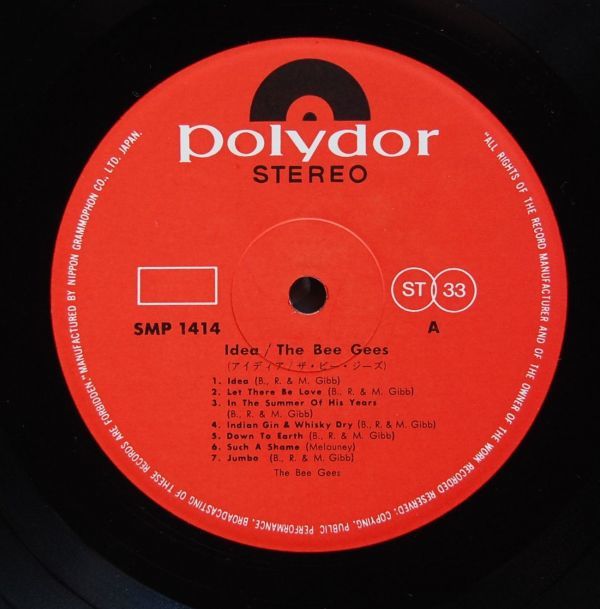 polydor
STEREO
ST 33
SMP 1414
A
Idea / The Bee Gees
(アイディア/ザ・ビー・ジーズ)
1. Idea (B., R. & M. Gibb)
2. Let There Be Love (B., R. & M. Gibb)
3. In The Summer Of His Years
(B., R. & M. Gibb)
4. Indian Gin & Whisky Dry (B., R. & M. Gibb)
5. Down To Earth (B., R. & M. Gibb)
6. Such A Shame (Melouney)
7. Jumbo (B., R. & M. Gibb)
The Bee Gees
"ALL RIGHTS OF THE RECORD MANUFACTURER AND OF THE OWNER OF THE WORK RECORDED RESERVED: COPYING, PUBLIC PERFORMANCE, BROADCASTING OF THESE RECORDS ARE FORBIDDEN" MANUFACTURED BY NIPPON GRAMMOPHON CO., LTD. JAPAN.